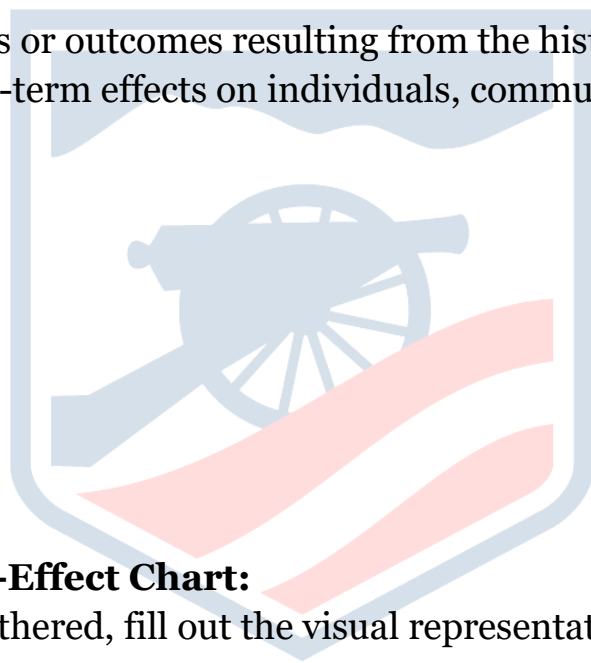 s or outcomes resulting from the hist
-term effects on individuals, commu
-Effect Chart:
thered, fill out the visual representat